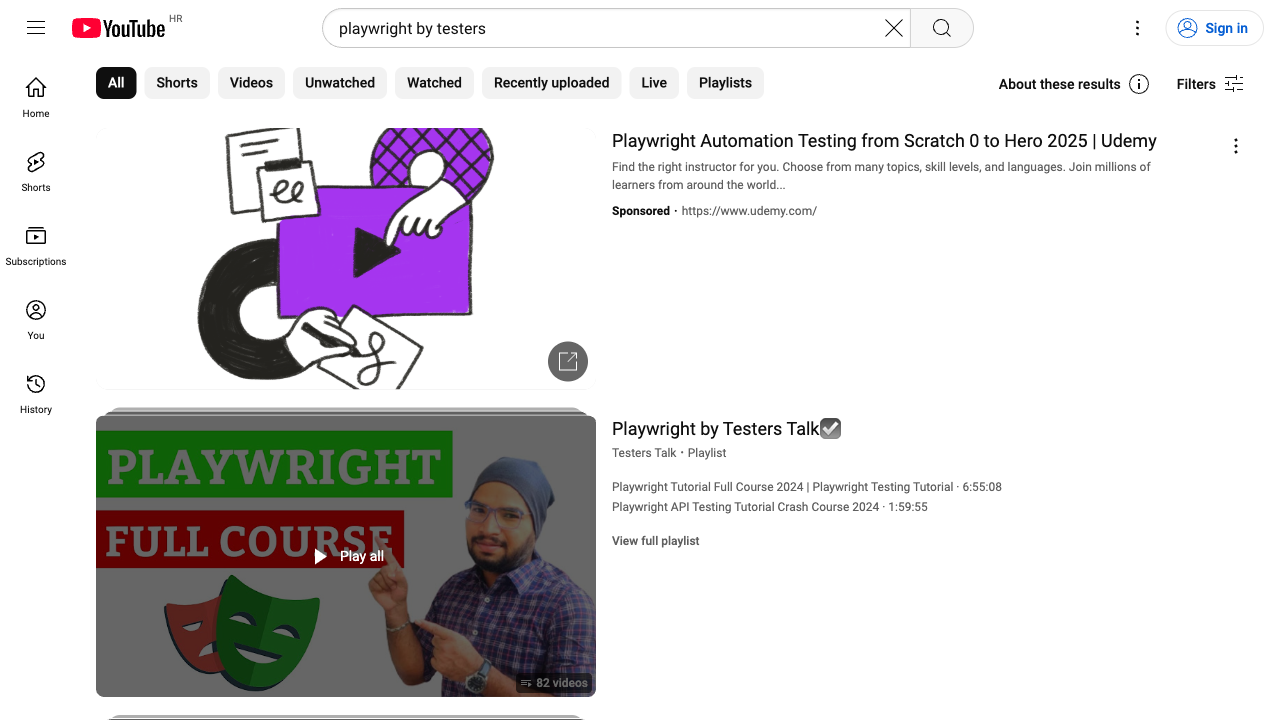 YouTube HR
playwright by testers
Sign in
All
Shorts
Videos
Unwatched
Watched
Recently uploaded
Live
Playlists
About these results
Filters
Home
Shorts
Subscriptions
You
History
Playwright Automation Testing from Scratch 0 to Hero 2025 | Udemy
Find the right instructor for you. Choose from many topics, skill levels, and languages. Join millions of
learners from around the world...
Sponsored · https://www.udemy.com/
PLAYWRIGHT
FULL COURSE
Play all
82 videos
Playwright by Testers Talk☑️
Testers Talk · Playlist
Playwright Tutorial Full Course 2024 | Playwright Testing Tutorial · 6:55:08
Playwright API Testing Tutorial Crash Course 2024 · 1:59:55
View full playlist